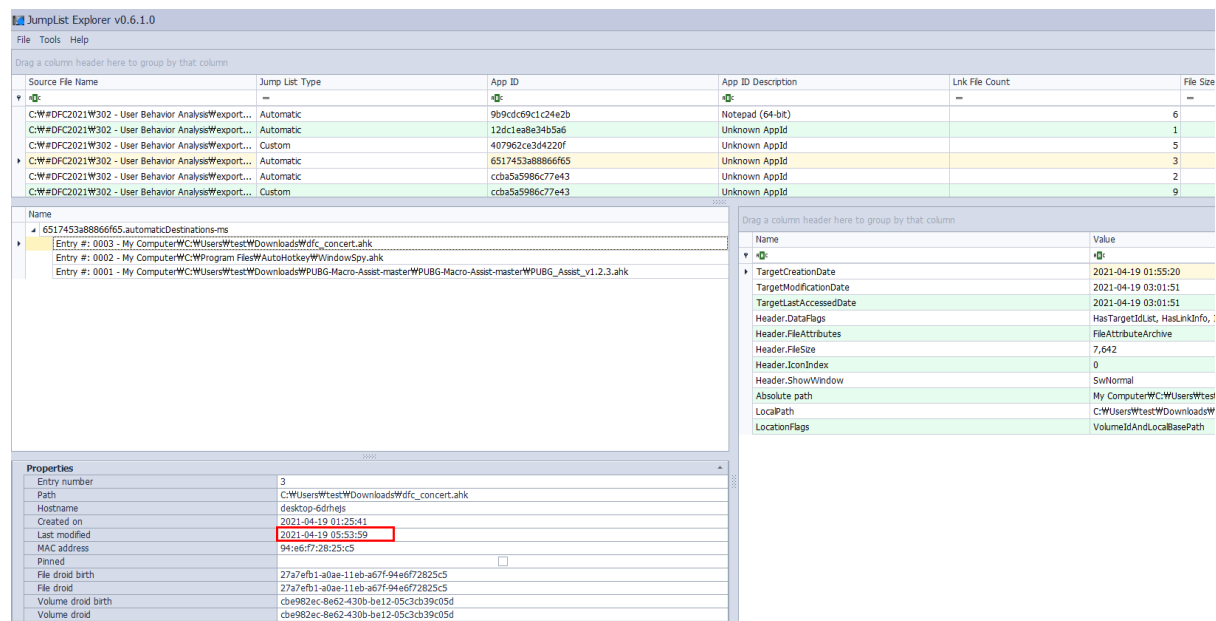 JumpList Explorer v0.6.1.0
File Tools Help
Drag a column header here to group by that column
Source File Name Jump List Type App ID App ID Description Lnk File Count File Size
C:₩#DFC2021₩302 - User Behavior Analysis₩export... Automatic 9b9cdc69c1c24e2b Notepad (64-bit) 6
C:₩#DFC2021₩302 - User Behavior Analysis₩export... Automatic 12dc1ea8e34b5a6 Unknown AppId 1
C:₩#DFC2021₩302 - User Behavior Analysis₩export... Custom 407962ce3d4220f Unknown AppId 5
C:₩#DFC2021₩302 - User Behavior Analysis₩export... Automatic 6517453a88866f65 Unknown AppId 3
C:₩#DFC2021₩302 - User Behavior Analysis₩export... Automatic ccba5a5986c77e43 Unknown AppId 2
C:₩#DFC2021₩302 - User Behavior Analysis₩export... Custom ccba5a5986c77e43 Unknown AppId 9
Name
6517453a88866f65.automaticDestinations-ms
Entry #: 0003 - My Computer₩C:₩Users₩test₩Downloads₩dfc_concert.ahk
Entry #: 0002 - My Computer₩C:₩Program Files₩AutoHotkey₩WindowSpy.ahk
Entry #: 0001 - My Computer₩C:₩Users₩test₩Downloads₩PUBG-Macro-Assist-master₩PUBG-Macro-Assist-master₩PUBG_Assist_v1.2.3.ahk
Drag a column header here to group by that column
Name Value
TargetCreationDate 2021-04-19 01:55:20
TargetModificationDate 2021-04-19 03:01:51
TargetLastAccessedDate 2021-04-19 03:01:51
Header.DataFlags HasTargetIdList, HasLinkInfo,
Header.FileAttributes FileAttributeArchive
Header.FileSize 7,642
Header.IconIndex 0
Header.ShowWindow SwNormal
Absolute path My Computer₩C:₩Users₩test
LocalPath C:₩Users₩test₩Downloads₩
LocationFlags VolumeIdAndLocalBasePath
Properties
Entry number 3
Path C:₩Users₩test₩Downloads₩dfc_concert.ahk
Hostname desktop-6drhejs
Created on 2021-04-19 01:25:41
Last modified 2021-04-19 05:53:59
MAC address 94:e6:f7:28:25:c5
Pinned
File droid birth 27a7efb1-a0ae-11eb-a67f-94e6f72825c5
File droid 27a7efb1-a0ae-11eb-a67f-94e6f72825c5
Volume droid birth cbe982ec-8e62-430b-be12-05c3cb39c05d
Volume droid cbe982ec-8e62-430b-be12-05c3cb39c05d